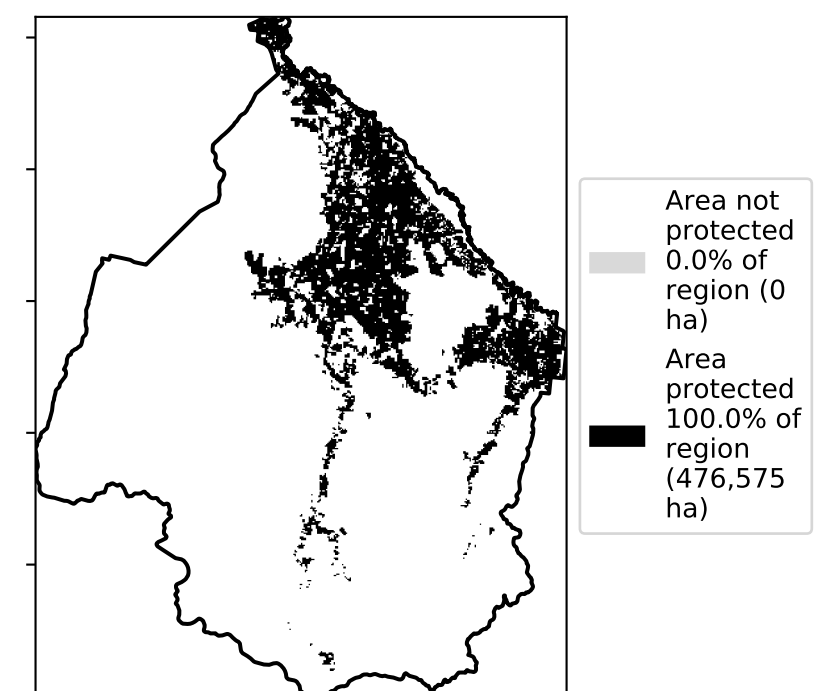 Area not
protected
0.0% of
region (0
ha)
Area
protected
100.0% of
region
(476,575
ha)